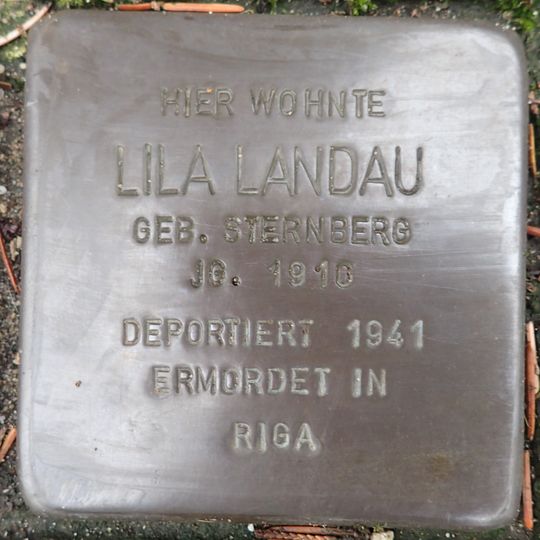 HIER WOHNTE
LILA LANDAU
GEB. STERNBERG
JG. 1910
DEPORTIERT 1941
ERMORDET IN
RIGA